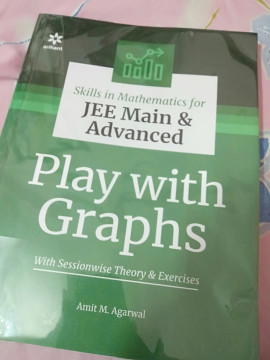 arihant
Skills in Mathematics for
JEE Main &
Advanced
Play with
Graphs
With Sessionwise Theory & Exercises
Amit M. Agarwal